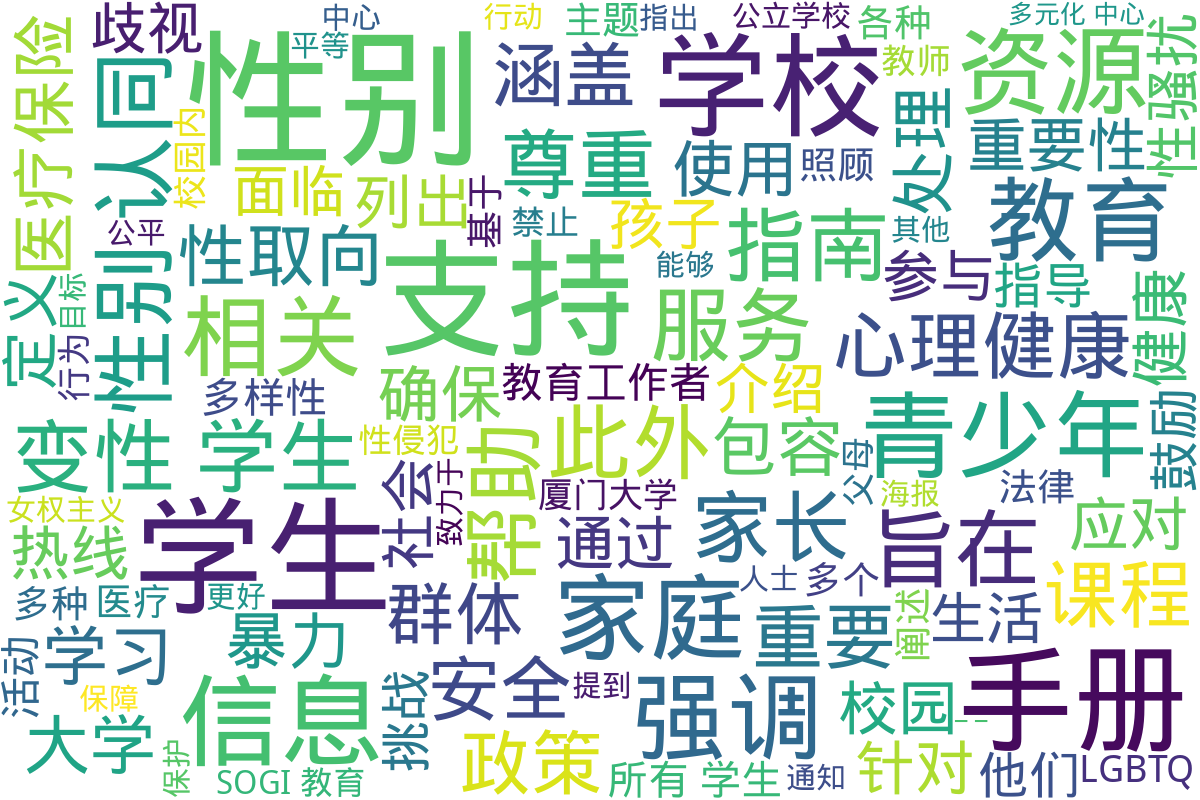 歧视
中心
平等
行动
主题
指出
公立学校
各种
多元化 中心
性别
涵盖
学校
教师
资源
性骚扰
医疗保险
认同
校园内
面临
列出
基于
尊重
禁止
使用
照顾
处理
重要性
教育
孩子
指南
其他
能够
参与
指导
健康
公平
性别
性取向
定义
目标
行为
支持
服务
心理健康
相关
多样性
确保
教育工作者
介绍
变性 学生
性侵犯
帮助
此外
包容
青少年
鼓励
父母
海报
法律
应对
女权主义
热线
学生
社会
致力于
厦门大学
通过
家长
旨在
课程
多种
医疗
更好
群体
家庭
人士
多个
重要
阐述
生活
活动
学习
暴力
手册
保障
信息
挑战
安全
提到
强调
校园
大学
保护
SOGI 教育
政策
所有 学生
通知
针对
他们
LGBTQ